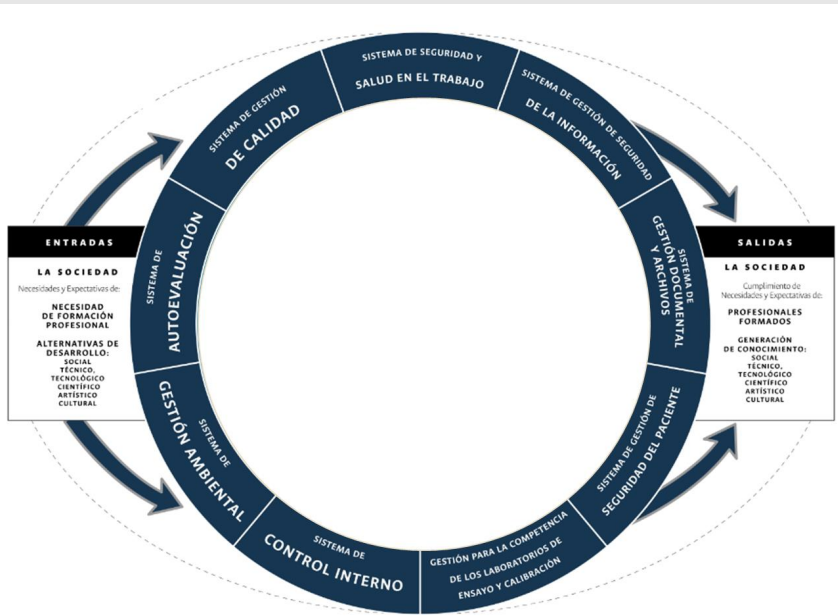 SISTEMA DE SEGURIDAD Y
SALUD EN EL TRABAJO
SISTEMA DE GESTIÓN DE SEGURIDAD
DE LA INFORMACIÓN
SISTEMA DE
GESTIÓN DOCUMENTAL
Y ARCHIVOS
SISTEMA DE GESTIÓN DE
SEGURIDAD DEL PACIENTE
GESTIÓN PARA LA COMPETENCIA
DE LOS LABORATORIOS DE
ENSAYO Y CALIBRACIÓN
SISTEMA DE
CONTROL INTERNO
SISTEMA DE
GESTIÓN AMBIENTAL
SISTEMA DE
AUTOEVALUACIÓN
SISTEMA DE GESTIÓN
DE CALIDAD
ENTRADAS
LA SOCIEDAD
Necesidades y Expectativas de:
NECESIDAD
DE FORMACIÓN
PROFESIONAL
ALTERNATIVAS DE
DESARROLLO:
SOCIAL
TÉCNICO,
TECNOLÓGICO
CIENTÍFICO
ARTÍSTICO
CULTURAL
SALIDAS
LA SOCIEDAD
Cumplimiento de
Necesidades y Expectativas de:
PROFESIONALES
FORMADOS
GENERACIÓN
DE CONOCIMIENTO:
SOCIAL
TÉCNICO,
TECNOLÓGICO
CIENTÍFICO
ARTÍSTICO
CULTURAL